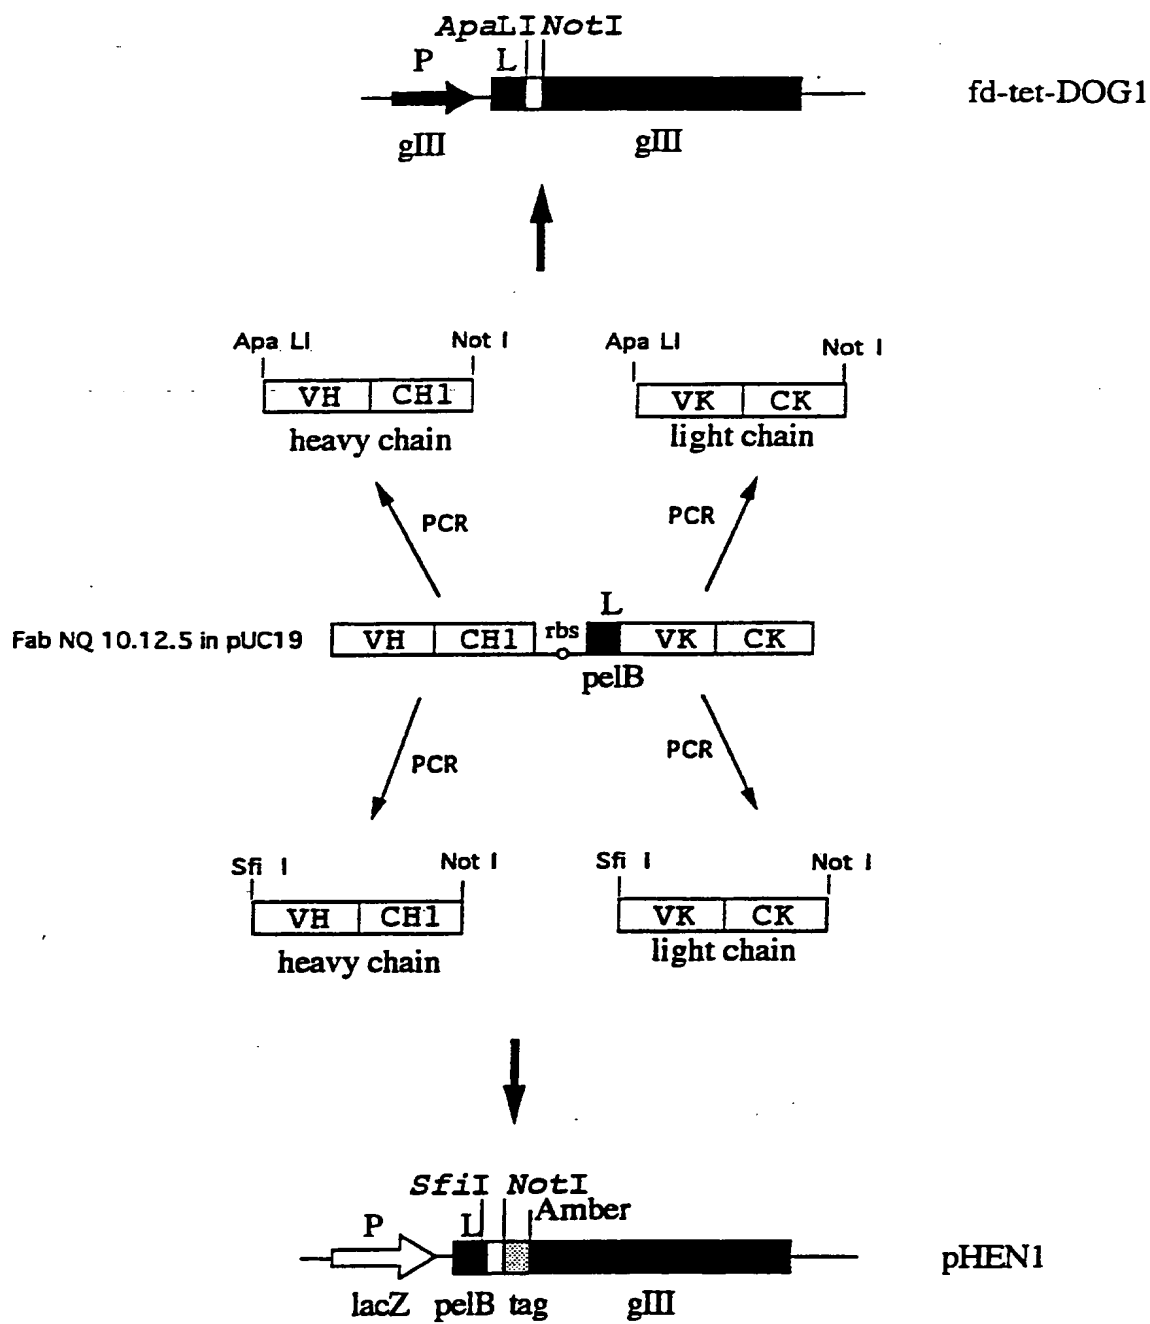 ApaLI NotI
P L
fd-tet-DOG1
gIII gIII
Apa LI Not I Apa LI Not I
VH CH1 VK CK
heavy chain light chain
PCR PCR
L
Fab NQ 10.12.5 in pUC19 VH CH1 rbs VK CK
pelB
PCR PCR
Sfi I Not I Sfi I Not I
VH CH1 VK CK
heavy chain light chain
SfiI NotI
P L Amber
pHEN1
lacZ pelB tag gIII